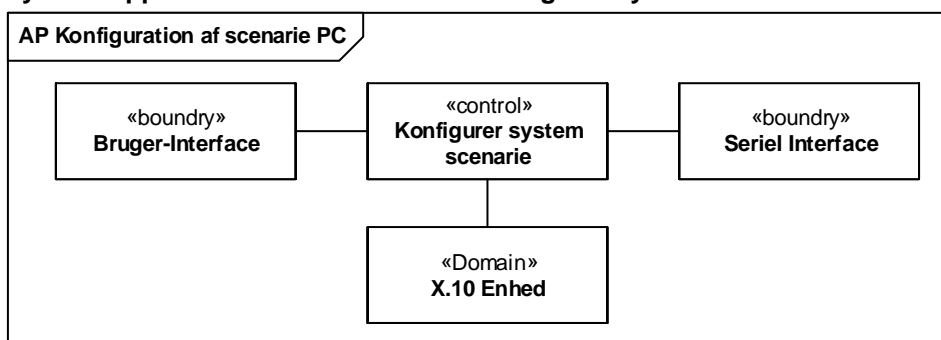 AP Konfiguration af scenarie PC
«boundry»
Bruger-Interface
«control»
Konfigurer system
scenarie
«boundry»
Seriel Interface
«Domain»
X.10 Enhed